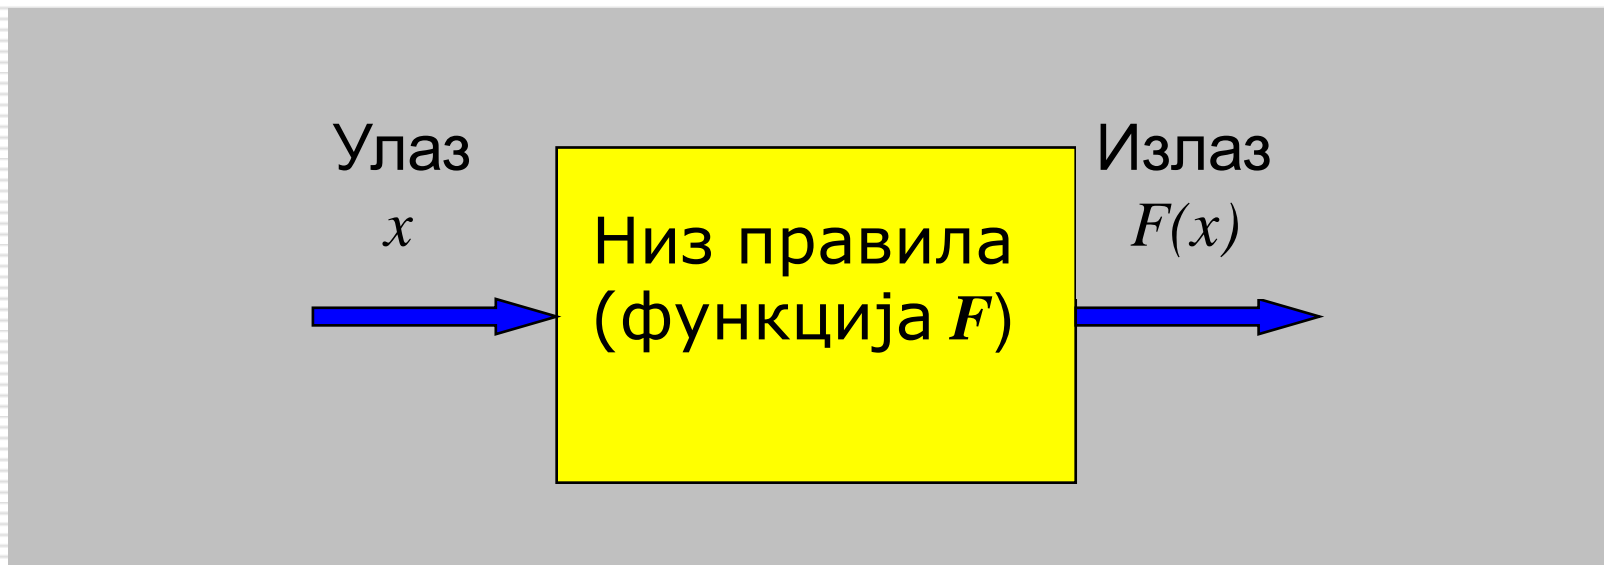 Улаз
x
Низ правила
(функција F)
Излаз
F(x)